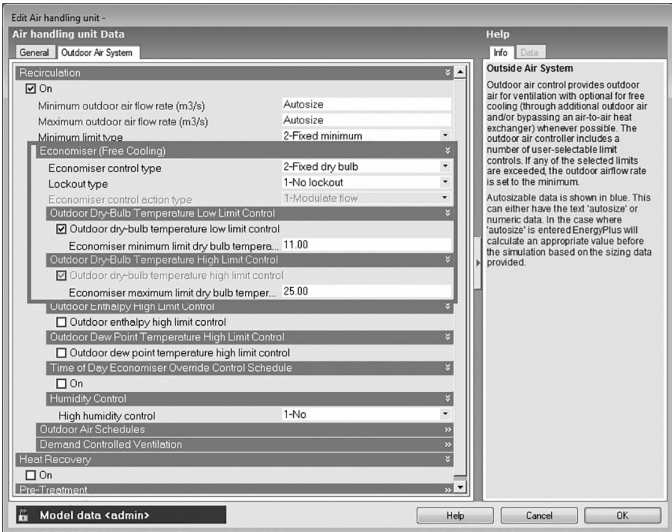 Edit Air handling unit -
Air handling unit Data
General Outdoor Air System
Recirculation
On
Minimum outdoor air flow rate (m3/s) Autosize
Maximum outdoor air flow rate (m3/s) Autosize
Minimum limit type 2-Fixed minimum
Economiser (Free Cooling)
Economiser control type 2-Fixed dry bulb
Lockout type 1-No lockout
Economiser control action type 1-Modulate flow
Outdoor Dry-Bulb Temperature Low Limit Control
Outdoor dry-bulb temperature low limit control
Economiser minimum limit dry bulb tempera... 11.00
Outdoor Dry-Bulb Temperature High Limit Control
Outdoor dry-bulb temperature high limit control
Economiser maximum limit dry bulb temper... 25.00
Outdoor Enthalpy High Limit Control
Outdoor enthalpy high limit control
Outdoor Dew Point Temperature High Limit Control
Outdoor dew point temperature high limit control
Time of Day Economiser Override Control Schedule
On
Humidity Control
High humidity control 1-No
Outdoor Air Schedules
Demand Controlled Ventilation
Heat Recovery
On
Pre-Treatment
Model data <admin>
Help
Info Data
Outside Air System
Outdoor air control provides outdoor
air for ventilation with optional for free
cooling (through additional outdoor air
and/or bypassing an air-to-air heat
exchanger) whenever possible. The
outdoor air controller includes a
number of user-selectable limit
controls. If any of the selected limits
are exceeded, the outdoor airflow rate
is set to the minimum.
Autosizable data is shown in blue. This
can either have the text 'autosize' or
numeric data. In the case where
'autosize' is entered EnergyPlus will
calculate an appropriate value before
the simulation based on the sizing data
provided.
Help Cancel OK